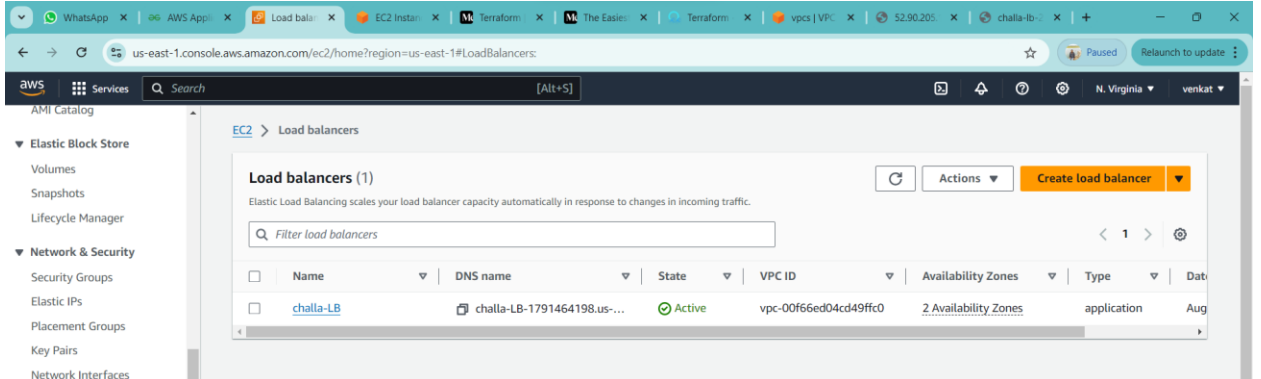 WhatsApp
AWS Appli
Load balan
EC2 Instan
Terraform
The Easies
Terraform
vpcs | VPC
52.90.205.
challa-lb-
us-east-1.console.aws.amazon.com/ec2/home?region=us-east-1#LoadBalancers:
Paused
Relaunch to update
aws
Services
Search
[Alt+S]
N. Virginia
venkat
AMI Catalog
Elastic Block Store
Volumes
Snapshots
Lifecycle Manager
Network & Security
Security Groups
Elastic IPs
Placement Groups
Key Pairs
Network Interfaces
EC2 > Load balancers
Load balancers (1)
Actions
Create load balancer
Elastic Load Balancing scales your load balancer capacity automatically in response to changes in incoming traffic.
Filter load balancers
1
Name DNS name State VPC ID Availability Zones Type Dat
challa-LB challa-LB-1791464198.us-... Active vpc-00f66ed04cd49ffc0 2 Availability Zones application Aug